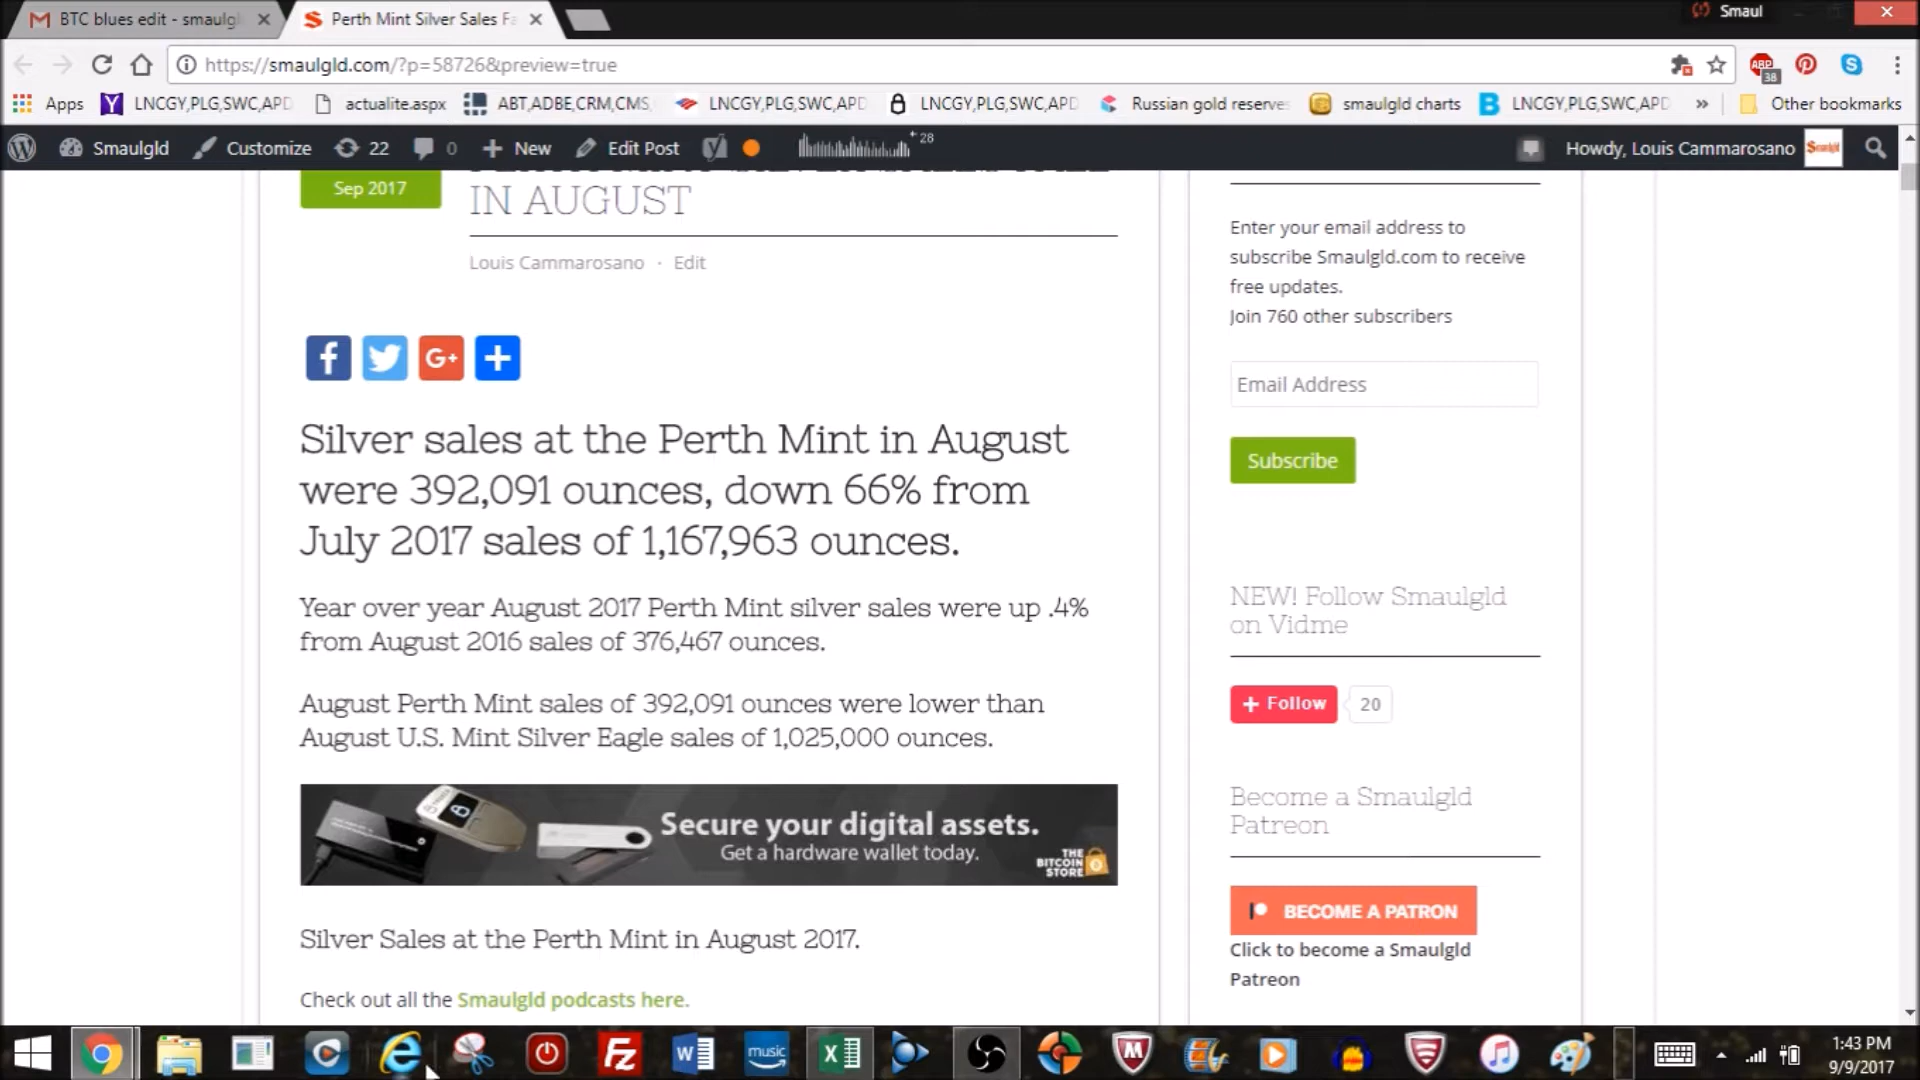 BTC blues edit - smaulgl
Perth Mint Silver Sales Fa
Smaul
https://smaulgld.com/?p=58726&preview=true
ABP
38
Apps
LNCGY,PLG,SWC,APD
actualite.aspx
ABT,ADBE,CRM,CMS,
LNCGY,PLG,SWC,APD
LNCGY,PLG,SWC,APD
Russian gold reserves
smaulgld charts
LNCGY,PLG,SWC,APD
»
Other bookmarks
Smaulgld
Customize
22
0
New
Edit Post
28
Howdy, Louis Cammarosano
Sep 2017
IN AUGUST
Louis Cammarosano · Edit
Silver sales at the Perth Mint in August
were 392,091 ounces, down 66% from
July 2017 sales of 1,167,963 ounces.
Year over year August 2017 Perth Mint silver sales were up .4%
from August 2016 sales of 376,467 ounces.
August Perth Mint sales of 392,091 ounces were lower than
August U.S. Mint Silver Eagle sales of 1,025,000 ounces.
Secure your digital assets.
Get a hardware wallet today.
THE
BITCOIN
STORE
Silver Sales at the Perth Mint in August 2017.
Check out all the Smaulgld podcasts here.
Enter your email address to
subscribe Smaulgld.com to receive
free updates.
Join 760 other subscribers
Email Address
Subscribe
NEW! Follow Smaulgld
on Vidme
+ Follow
20
Become a Smaulgld
Patreon
BECOME A PATRON
Click to become a Smaulgld
Patreon
music
1:43 PM
9/9/2017